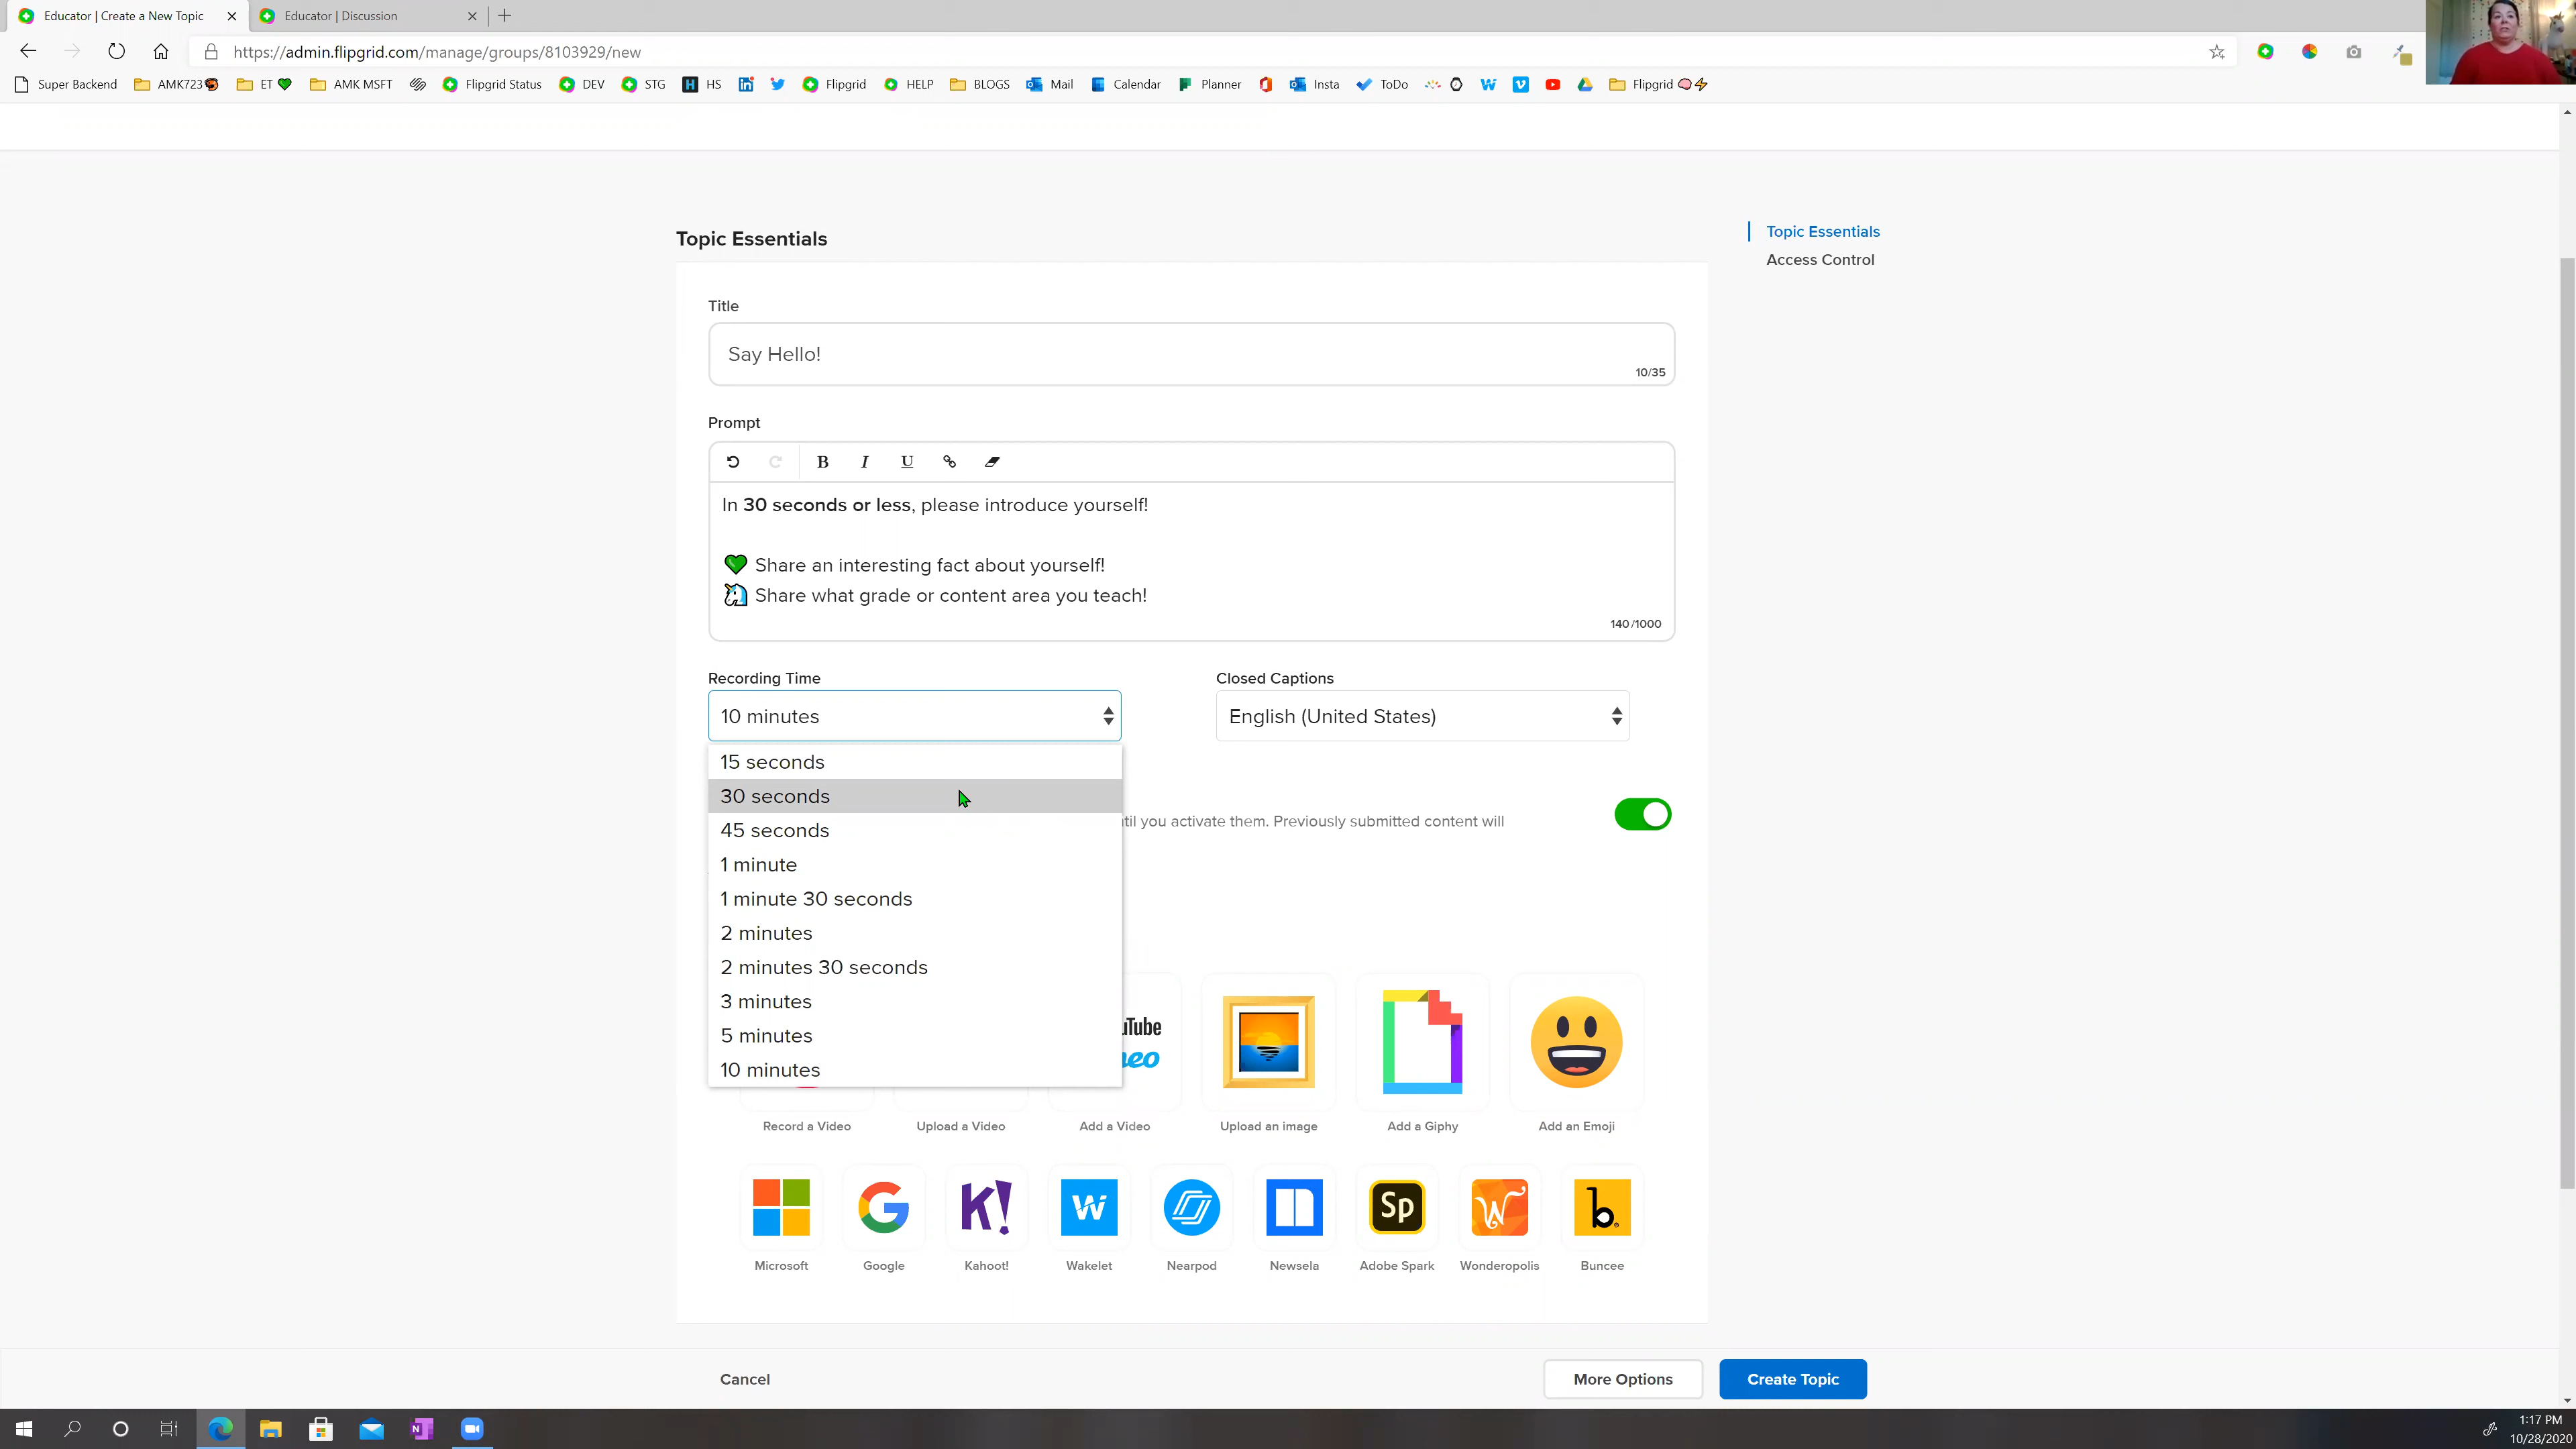 Educator | Create a New Topic
Educator | Discussion
https://admin.flipgrid.com/manage/groups/8103929/new
Super Backend AMK723 ET AMK MSFT Flipgrid Status DEV STG HS Flipgrid HELP BLOGS Mail Calendar Planner Insta ToDo Flipgrid
Topic Essentials
Topic Essentials
Access Control
Title
Say Hello!
10/35
Prompt
B I U
In 30 seconds or less, please introduce yourself!
Share an interesting fact about yourself!
Share what grade or content area you teach!
140/1000
Recording Time
Closed Captions
10 minutes
English (United States)
15 seconds
30 seconds
45 seconds
1 minute
1 minute 30 seconds
2 minutes
2 minutes 30 seconds
3 minutes
5 minutes
10 minutes
til you activate them. Previously submitted content will
uTube
eo
Record a Video
Upload a Video
Add a Video
Upload an image
Add a Giphy
Add an Emoji
K!
W
Sp
W
b.
Microsoft
Google
Kahoot!
Wakelet
Nearpod
Newsela
Adobe Spark
Wonderopolis
Buncee
Cancel
More Options
Create Topic
1:17 PM
10/28/2020